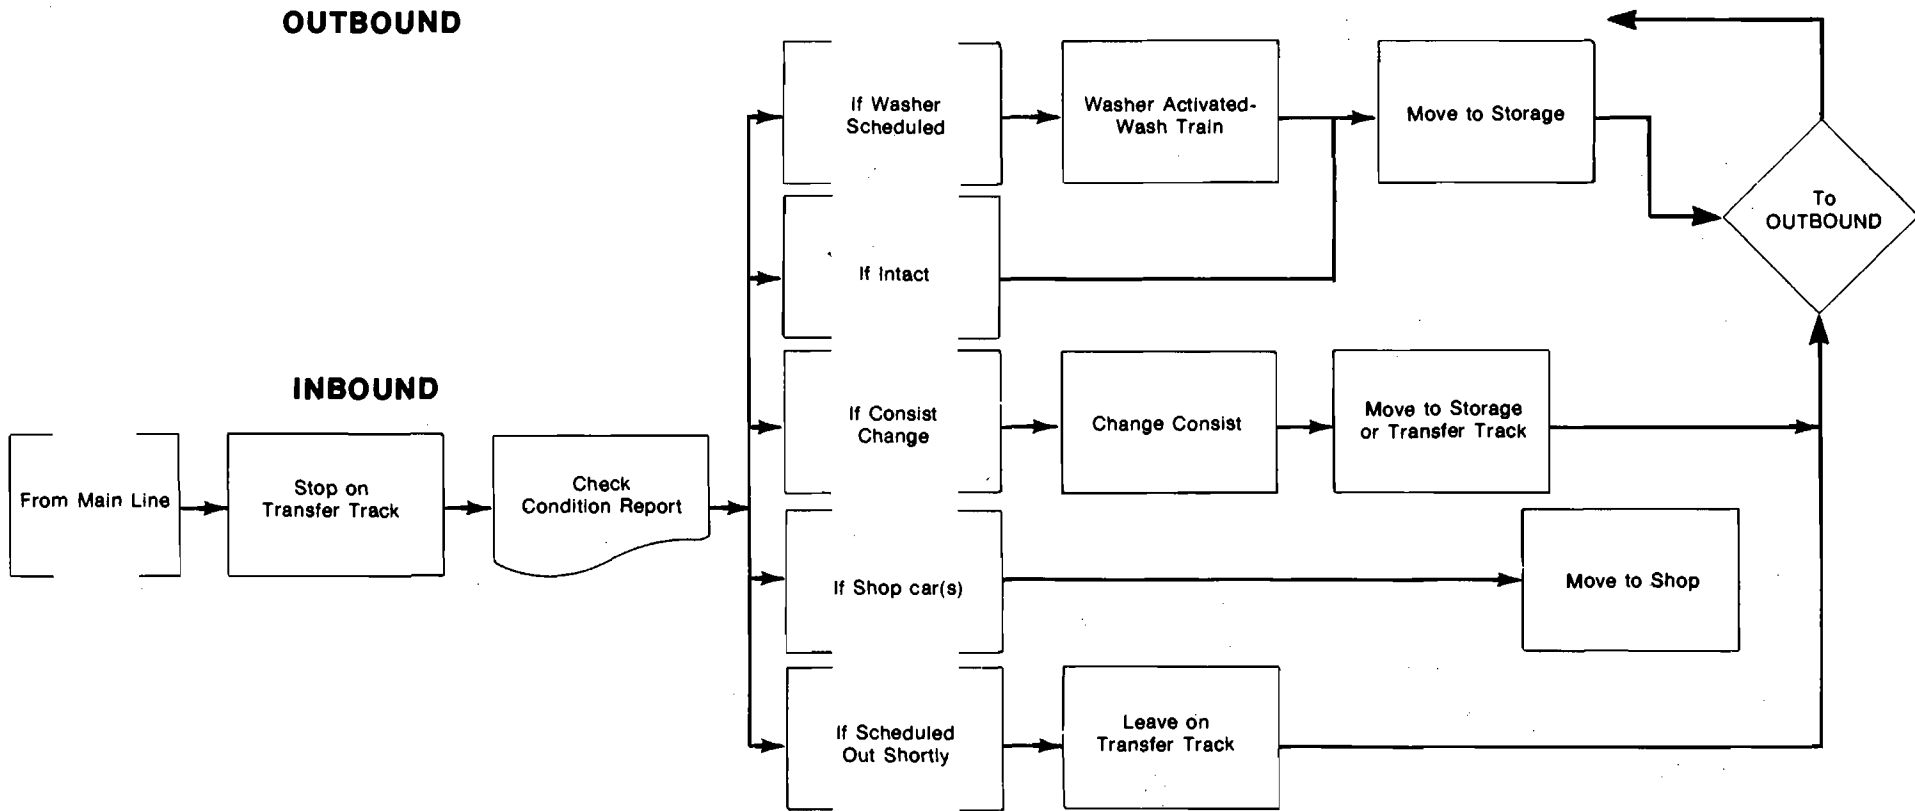 OUTBOUND
If Washer
Scheduled
Washer Activated-
Wash Train
Move to Storage
To
OUTBOUND
If Intact
INBOUND
From Main Line
Stop on
Transfer Track
Check
Condition Report
If Consist
Change
Change Consist
Move to Storage
or Transfer Track
If Shop car(s)
Move to Shop
If Scheduled
Out Shortly
Leave on
Transfer Track